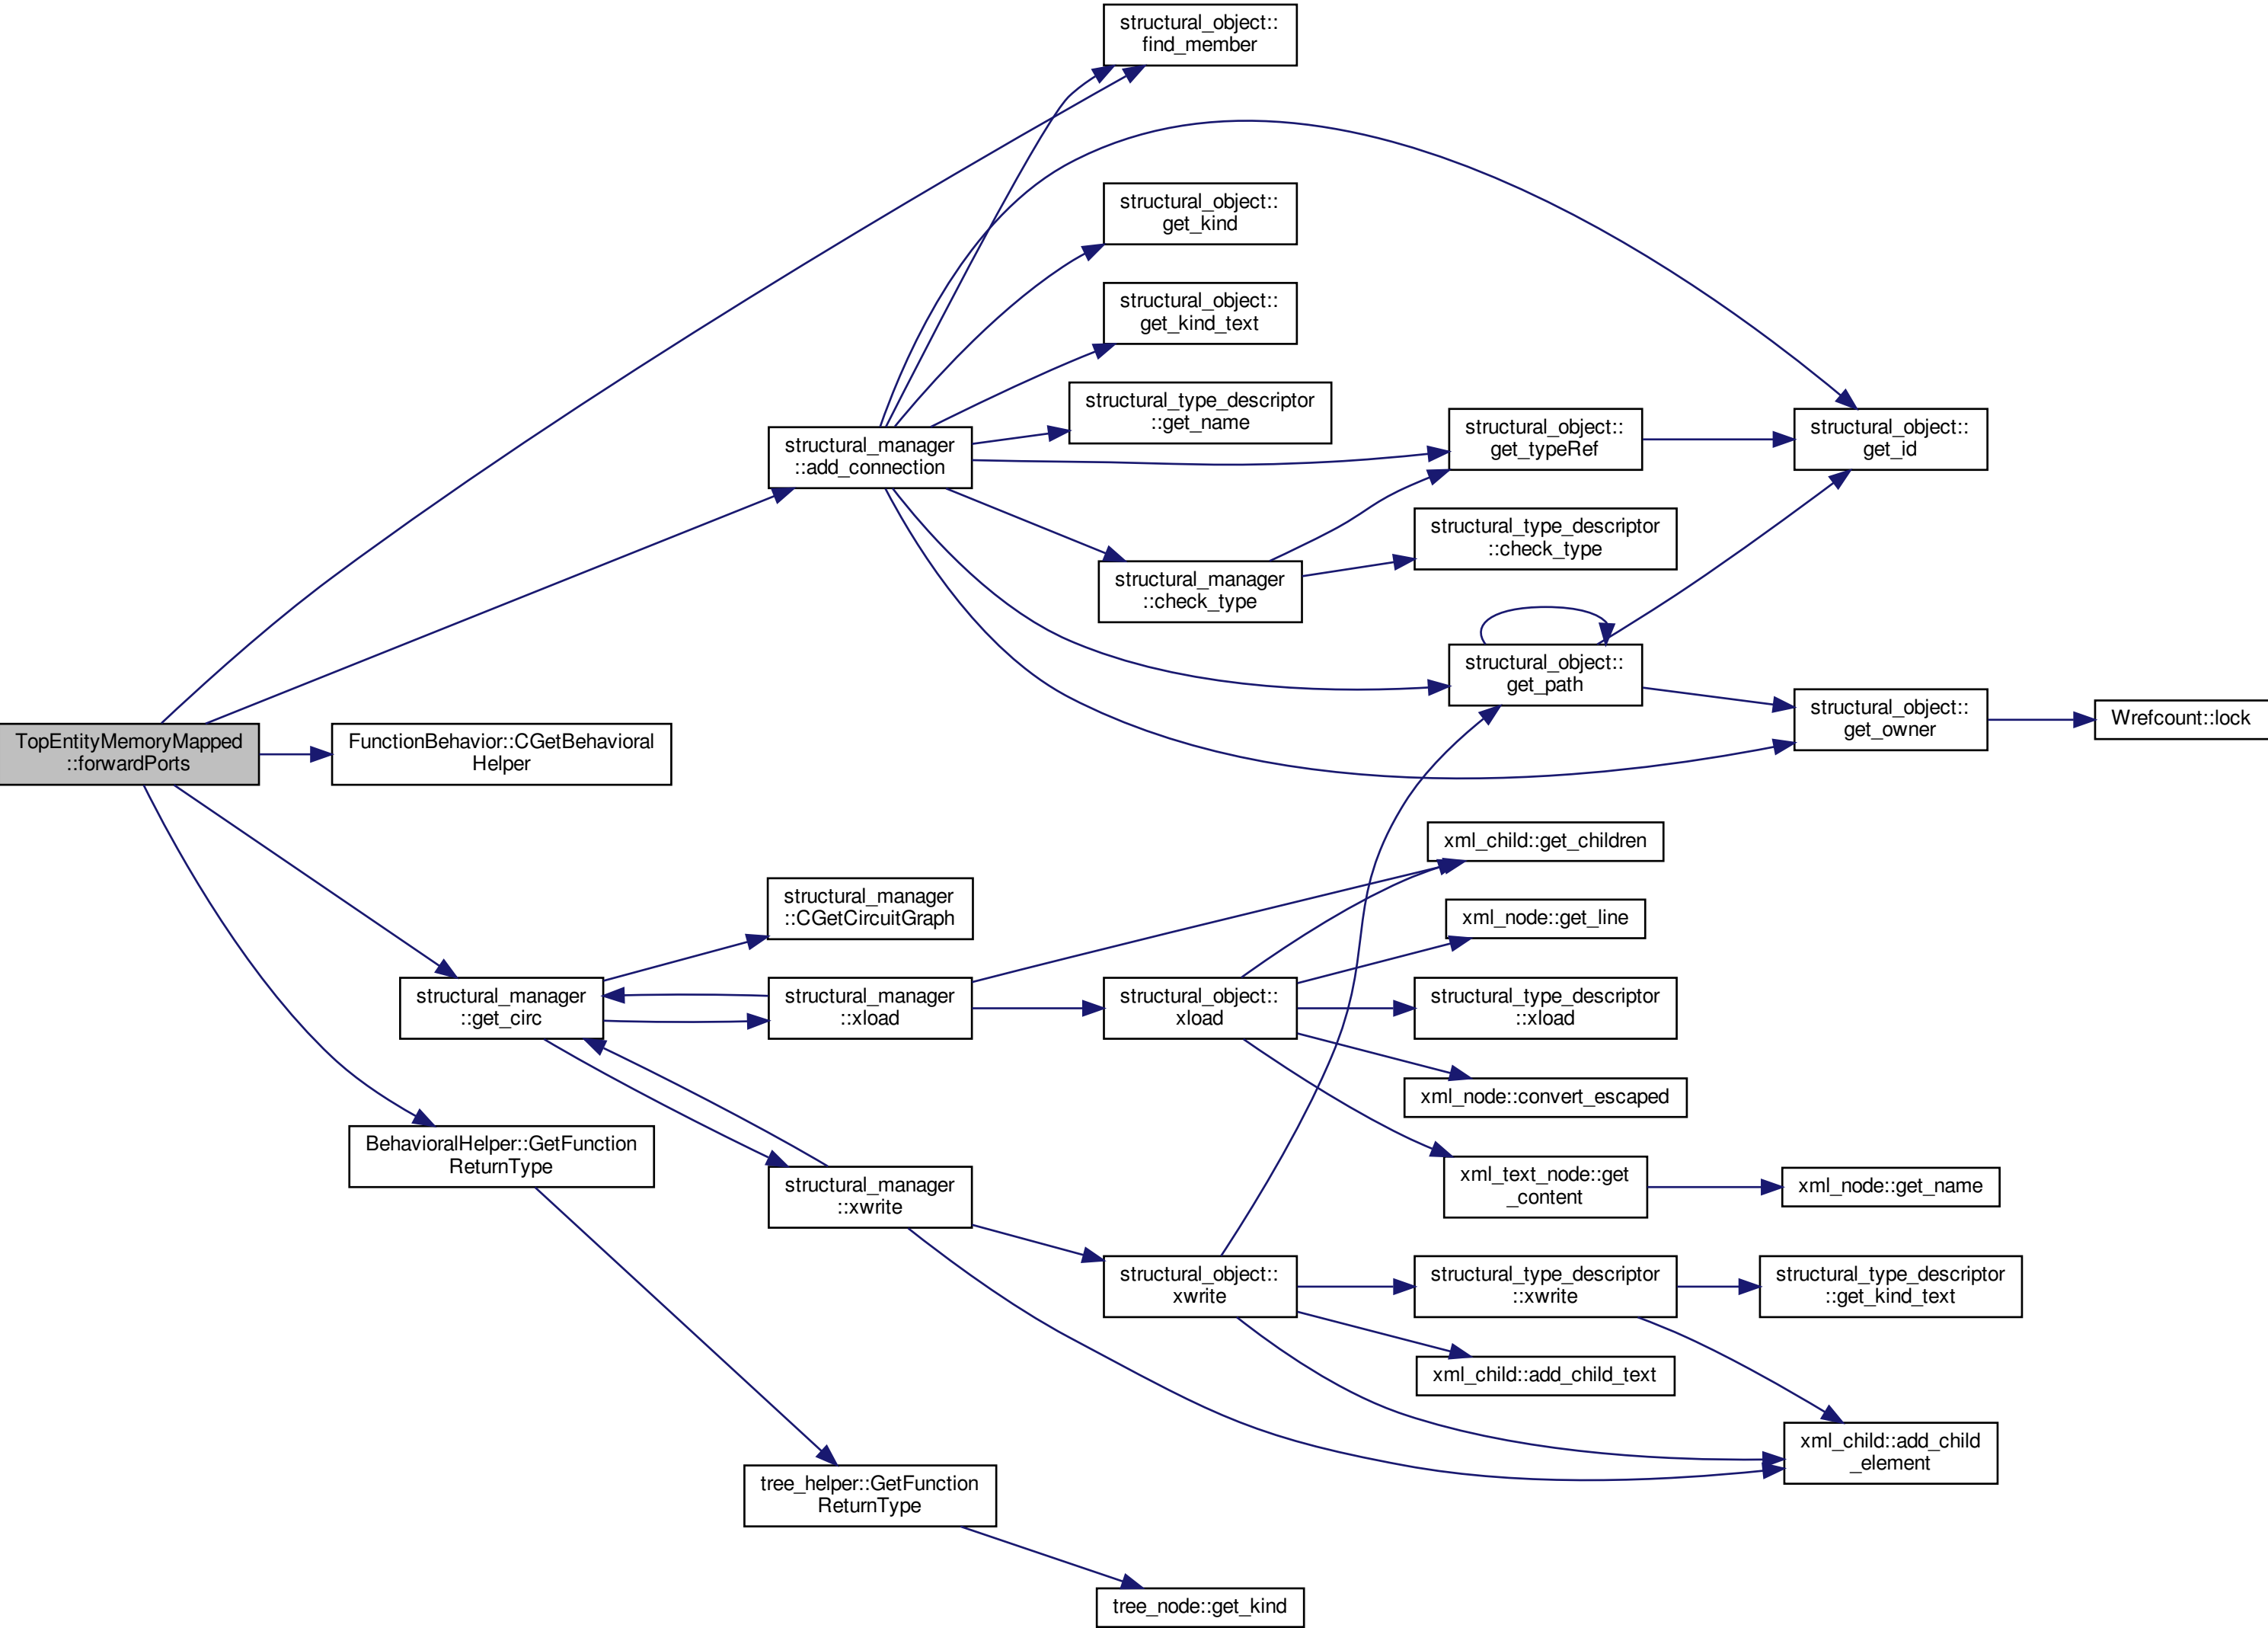 structural_object::
find_member
structural_object::
get_kind
structural_object::
get_kind_text
structural_type_descriptor
::get_name
structural_manager
::add_connection
structural_object::
get_typeRef
structural_object::
get_id
structural_type_descriptor
::check_type
structural_manager
::check_type
structural_object::
get_path
structural_object::
get_owner
Wrefcount::lock
TopEntityMemoryMapped
::forwardPorts
FunctionBehavior::CGetBehavioral
Helper
xml_child::get_children
structural_manager
::CGetCircuitGraph
xml_node::get_line
structural_manager
::get_circ
structural_manager
::xload
structural_object::
xload
structural_type_descriptor
::xload
xml_node::convert_escaped
BehavioralHelper::GetFunction
ReturnType
xml_text_node::get
_content
xml_node::get_name
structural_manager
::xwrite
structural_object::
xwrite
structural_type_descriptor
::xwrite
structural_type_descriptor
::get_kind_text
xml_child::add_child_text
xml_child::add_child
_element
tree_helper::GetFunction
ReturnType
tree_node::get_kind